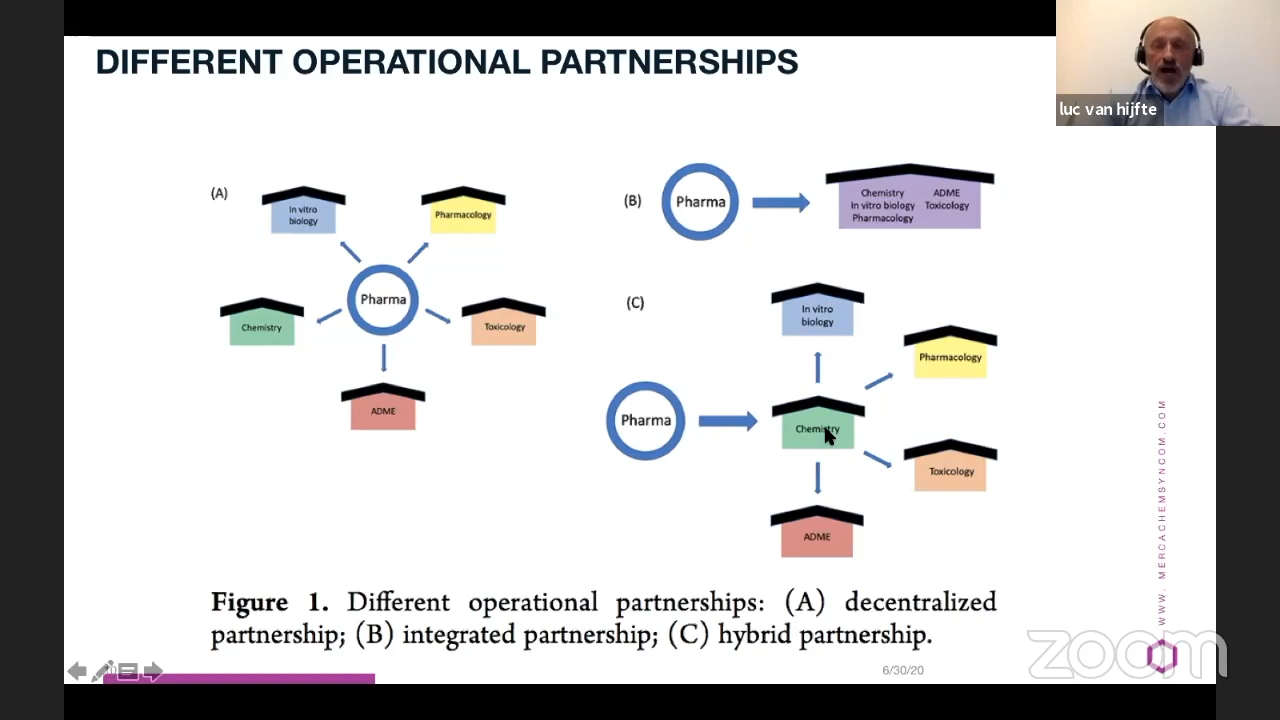 DIFFERENT OPERATIONAL PARTNERSHIPS
luc van hijfte
(A)
In vitro
biology
Pharmacology
Pharma
Chemistry
Toxicology
ADME
(B)
Pharma
Chemistry ADME
In vitro biology Toxicology
Pharmacology
(C)
In vitro
biology
Pharmacology
Pharma
Chemistry
Toxicology
ADME
WWW. MERCACHEMSYNCOM.COM
Figure 1. Different operational partnerships: (A) decentralized
partnership; (B) integrated partnership; (C) hybrid partnership.
6/30/20
zoom